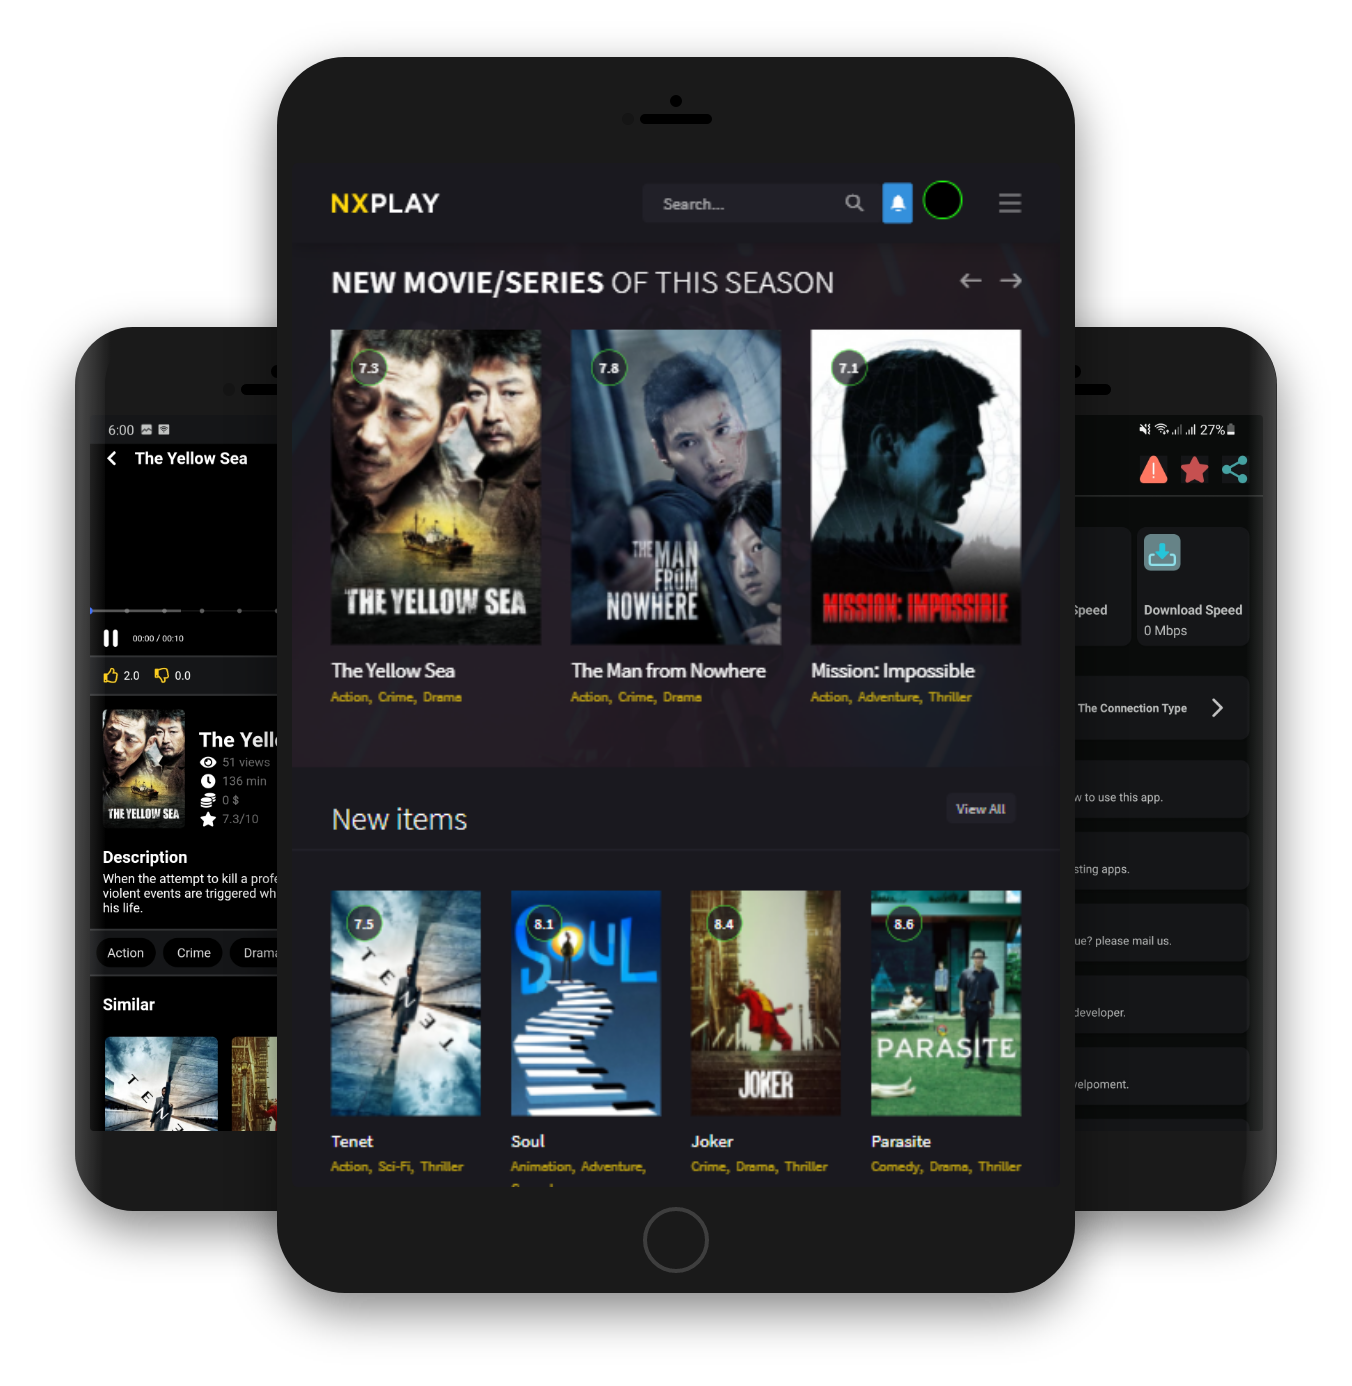 NXPLAY
Search...
NEW MOVIE/SERIES OF THIS SEASON
7.3
7.8
7.1
THE YELLOW SEA
THE MAN FROM NOWHERE
MISSION: IMPOSSIBLE
The Yellow Sea
The Man from Nowhere
Mission: Impossible
Action, Crime, Drama
Action, Crime, Drama
Action, Adventure, Thriller
New items
View All
7.5
8.1
8.4
8.6
TENET
SOUL
JOKER
PARASITE
Tenet
Soul
Joker
Parasite
Action, Sci-Fi, Thriller
Animation, Adventure,
Crime, Drama, Thriller
Comedy, Drama, Thriller
6:00
The Yellow Sea
00:00 / 00:10
2.0
0.0
THE YELLOW SEA
The Yell
51 views
136 min
0 $
7.3/10
Description
When the attempt to kill a profe
violent events are triggered wh
his life.
Action
Crime
Drama
Similar
TENE
27%
Speed
Download Speed
0 Mbps
The Connection Type
w to use this app.
sting apps.
ue? please mail us.
developer.
velpoment.